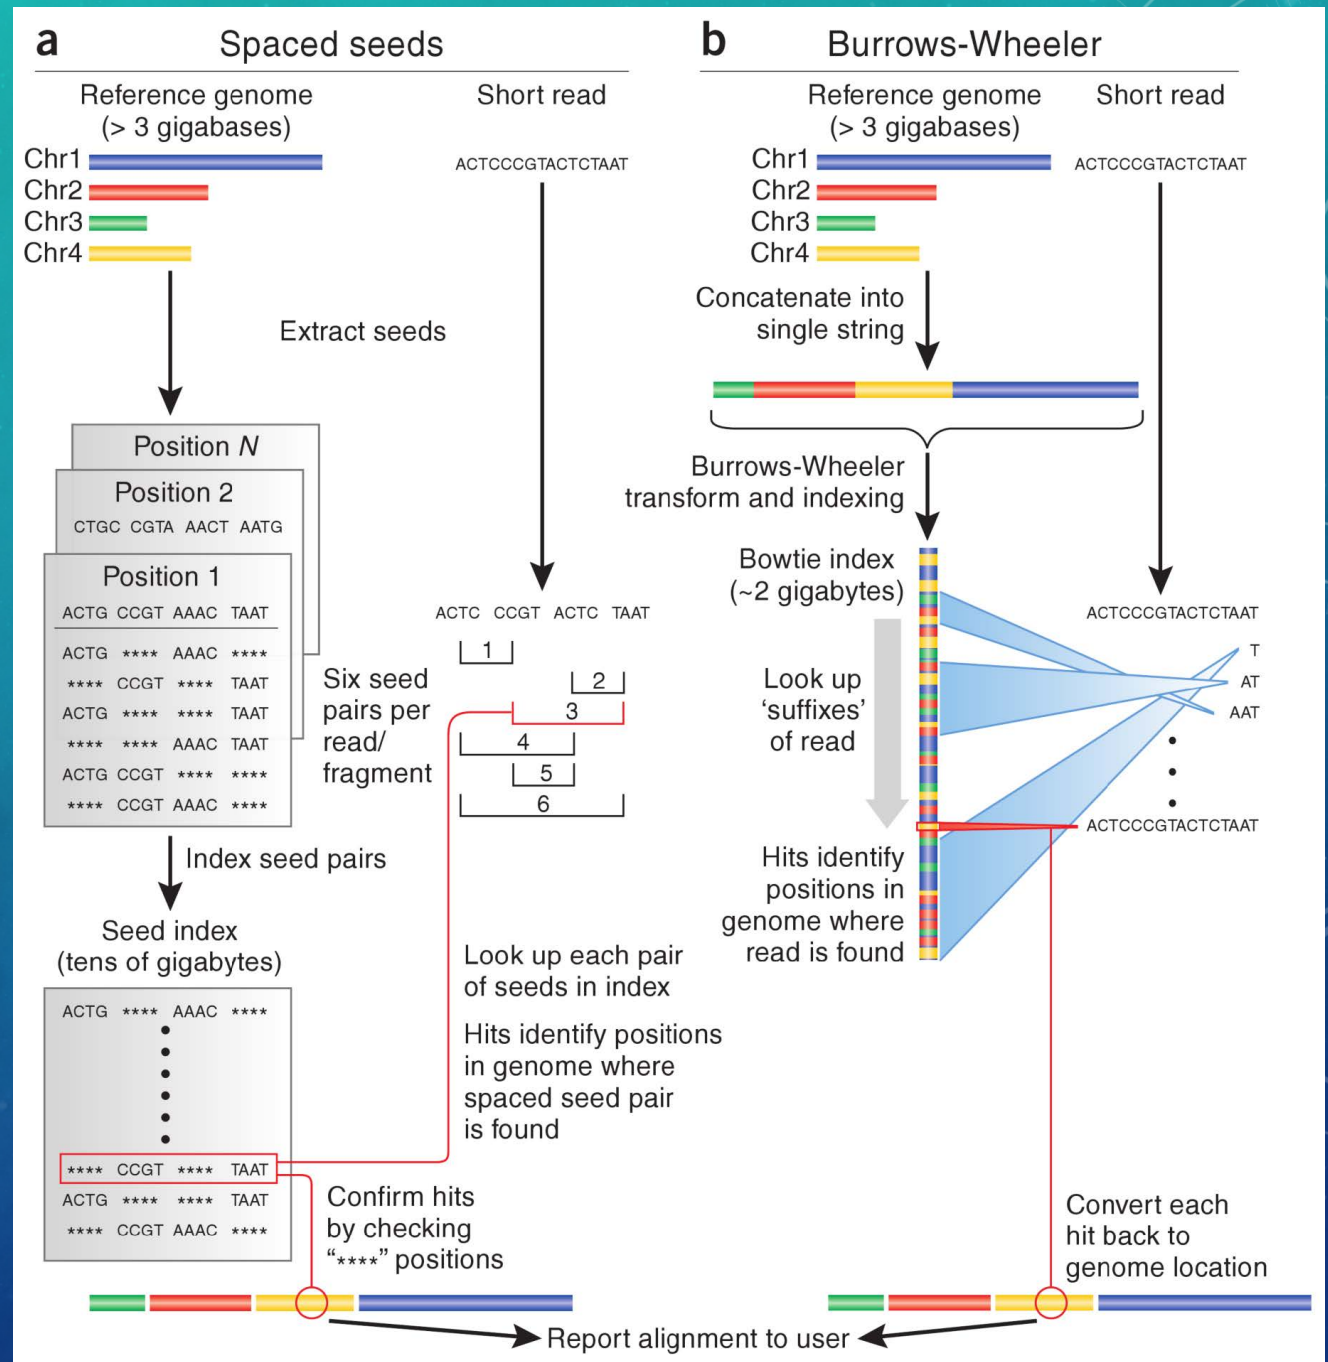 a Spaced seeds
Reference genome
(> 3 gigabases)
Short read
Chr1
Chr2
Chr3
Chr4
ACTCCCGTACTCTAAT
Extract seeds
Position N
Position 2
CTGC CGTA AACT AATG
Position 1
ACTG CCGT AAAC TAAT
ACTG **** AAAC ****
**** CCGT **** TAAT
ACTG **** **** TAAT
**** **** AAAC TAAT
ACTG CCGT **** ****
**** CCGT AAAC ****
Index seed pairs
Seed index
(tens of gigabytes)
ACTG **** AAAC ****
**** CCGT **** TAAT
ACTG **** **** TAAT
**** CCGT AAAC ****
Six seed
pairs per
read/
fragment
ACTC CCGT ACTC TAAT
1
2
3
4
5
6
Look up each pair
of seeds in index
Hits identify positions
in genome where
spaced seed pair
is found
Confirm hits
by checking
“****” positions
b Burrows-Wheeler
Reference genome
(> 3 gigabases)
Short read
Chr1
Chr2
Chr3
Chr4
ACTCCCGTACTCTAAT
Concatenate into
single string
Burrows-Wheeler
transform and indexing
Bowtie index
(~2 gigabytes)
Look up
‘suffixes’
of read
ACTCCCGTACTCTAAT
T
AT
AAT
ACTCCCGTACTCTAAT
Hits identify
positions in
genome where
read is found
Convert each
hit back to
genome location
Report alignment to user